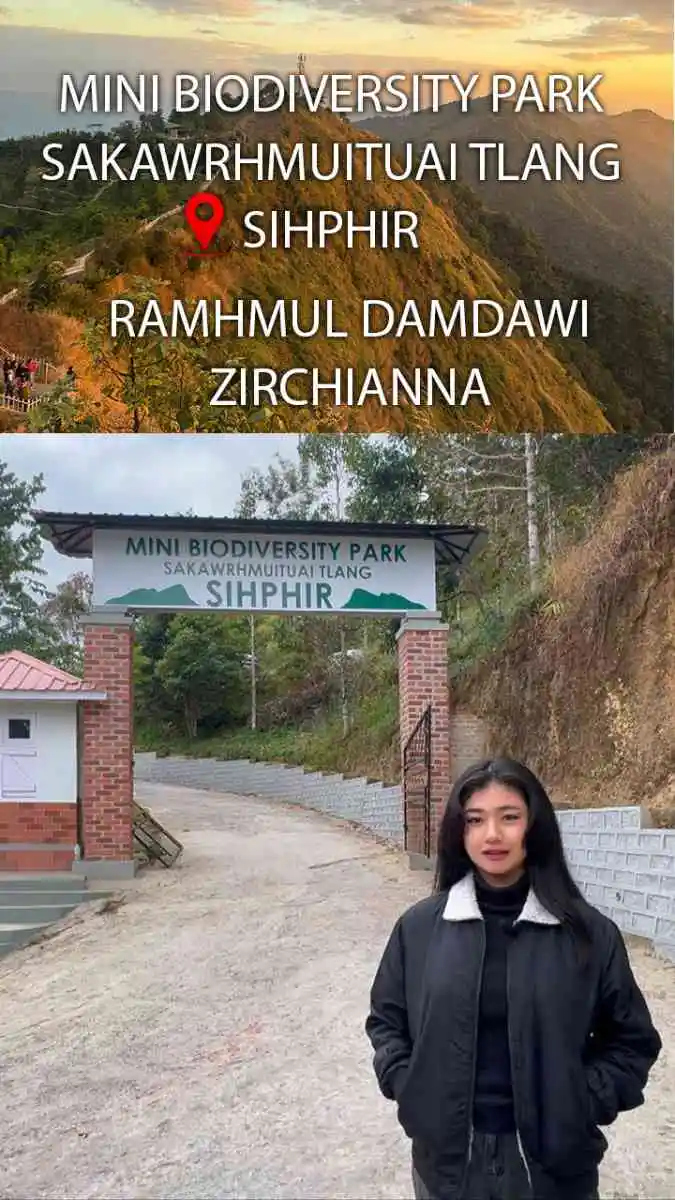 MINI BIODIVERSITY PARK
SAKAWRHMUITUAI TLANG
SIHPHIR
RAMHMUL DAMDAWI
ZIRCHIANNA
MINI BIODIVERSITY PARK
SAKAWRHMUITUAI TLANG
SIHPHIR